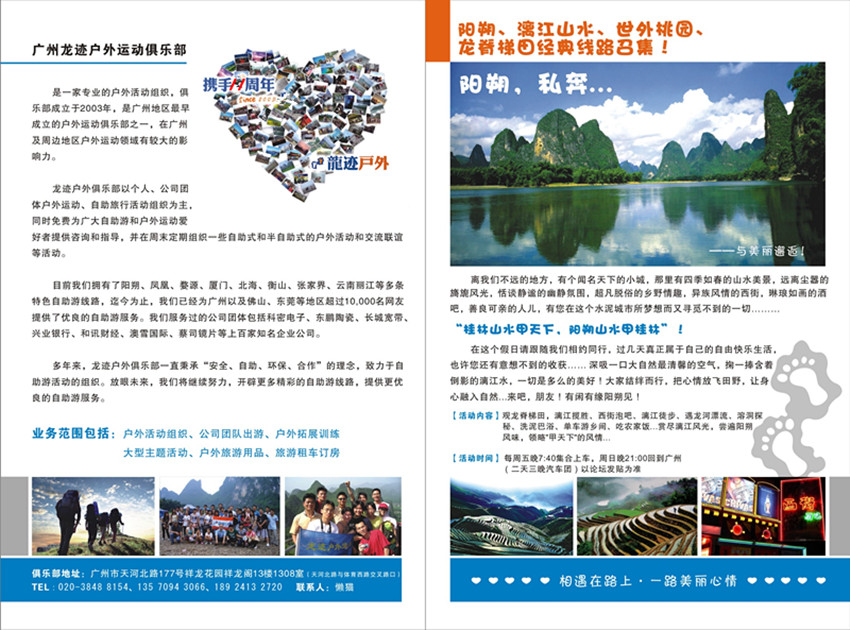 广州龙迹户外运动俱乐部
携手11周年
Since 2003
龍迹戶外
是一家专业的户外活动组织，俱
乐部成立于2003年，是广州地区最早
成立的户外运动俱乐部之一，在广州
及周边地区户外运动领域有较大的影
响力。
龙迹户外俱乐部以个人、公司团
体户外运动、自助旅行活动组织为主，
同时免费为广大自助游和户外运动爱
好者提供咨询和指导，并在周末定期组织一些自助式和半自助式的户外活动和交流联谊
等活动。
目前我们拥有了阳朔、凤凰、婺源、厦门、北海、衡山、张家界、云南丽江等多条
特色自助游线路，迄今为止，我们已经为广州以及佛山、东莞等地区超过10,000名网友
提供了优良的自助游服务。我们服务过的公司团体包括科密电子、东鹏陶瓷、长城宽带、
兴业银行、和讯财经、澳雪国际、蔡司镜片等上百家知名企业公司。
多年来，龙迹户外俱乐部一直秉承“安全、自助、环保、合作”的理念，致力于自
助游活动的组织。放眼未来，我们将继续努力，开辟更多精彩的自助游线路，提供更优
良的自助游服务。
业务范围包括：户外活动组织、公司团队出游、户外拓展训练
大型主题活动、户外旅游用品、旅游租车订房
俱乐部地址：广州市天河北路177号祥龙花园祥龙阁13楼1308室（天河北路与体育西路交叉路口）
TEL：020-3848 8154、135 7094 3066、189 2413 2720 联系人：懒猫
阳朔、漓江山水、世外桃园、
龙脊梯田经典线路召集！
阳朔，私奔...
——与美丽邂逅！
离我们不远的地方，有个闻名天下的小城，那里有四季如春的山水美景，远离尘嚣的
旖旎风光，恬谈静谧的幽静氛围，超凡脱俗的乡野情趣，异族风情的西街，琳琅如画的酒
吧，善良可亲的人儿，有您在这个水泥城市所梦想而又寻觅不到的一切………
“桂林山水甲天下，阳朔山水甲桂林”！
在这个假日请跟随我们相约同行，过几天真正属于自己的自由快乐生活，
也许您还有意想不到的收获……深吸一口大自然最清馨的空气，掬一捧含着
倒影的漓江水，一切是多么的美好！大家结绊而行，把心情放飞田野，让身
心融入自然...来吧，朋友！有闲有缘阳朔见！
【活动内容】观龙脊梯田，漓江揽胜、西街泡吧、漓江徒步、遇龙河漂流、溶洞探
秘、洗泥巴浴、单车游乡间、吃农家饭...赏尽漓江风光，尝遍阳朔
风味，领略“甲天下”的风情...
【活动时间】每周五晚7:40集合上车，周日晚21:00回到广州
（二天三晚汽车团）以论坛发贴为准
相遇在路上·一路美丽心情